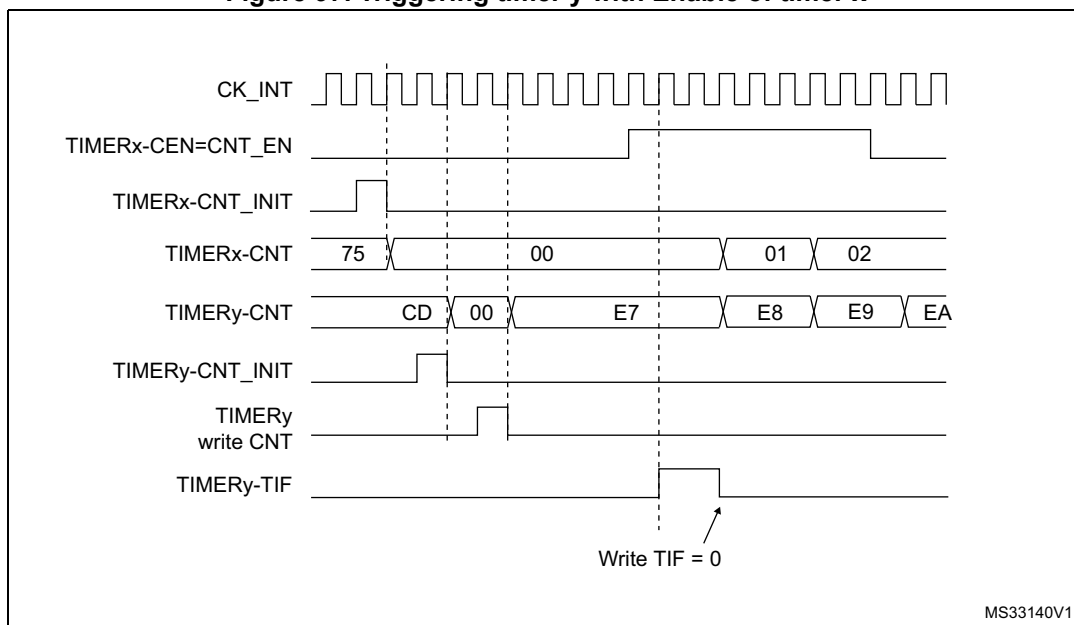 CK_INT
TIMERx-CEN=CNT_EN
TIMERx-CNT_INIT
TIMERx-CNT 75 00 01 02
TIMERy-CNT CD 00 E7 E8 E9 EA
TIMERy-CNT_INIT
TIMERy
write CNT
TIMERy-TIF
Write TIF = 0
MS33140V1